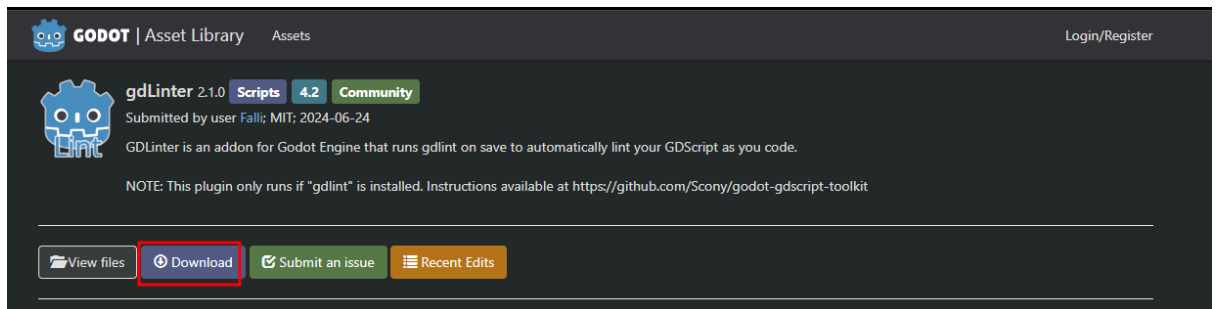 GODOT | Asset Library Assets Login/Register
gdLinter 2.1.0 Scripts 4.2 Community
Submitted by user Falli; MIT; 2024-06-24
Lint
GDLinter is an addon for Godot Engine that runs gdlint on save to automatically lint your GDScript as you code.
NOTE: This plugin only runs if "gdlint" is installed. Instructions available at https://github.com/Scony/godot-gdscript-toolkit
View files Download Submit an issue Recent Edits